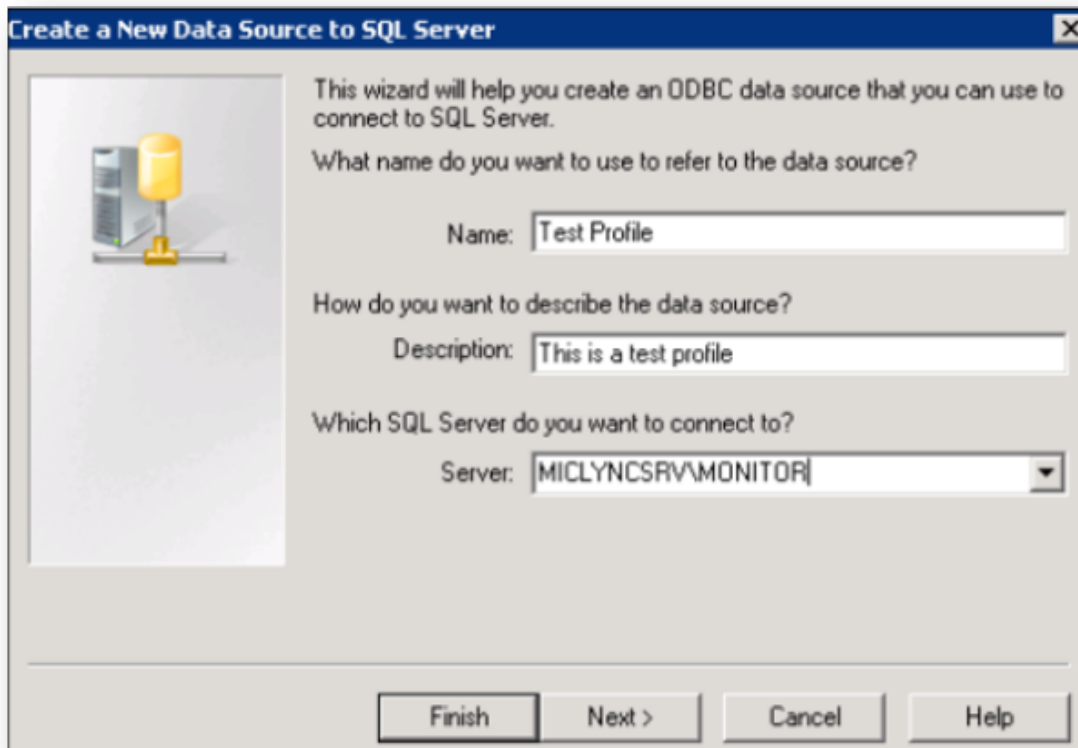 Create a New Data Source to SQL Server
This wizard will help you create an ODBC data source that you can use to
connect to SQL Server.
What name do you want to use to refer to the data source?
Name: Test Profile
How do you want to describe the data source?
Description: This is a test profile
Which SQL Server do you want to connect to?
Server: MICLYNCSRV\MONITOR
Finish Next > Cancel Help